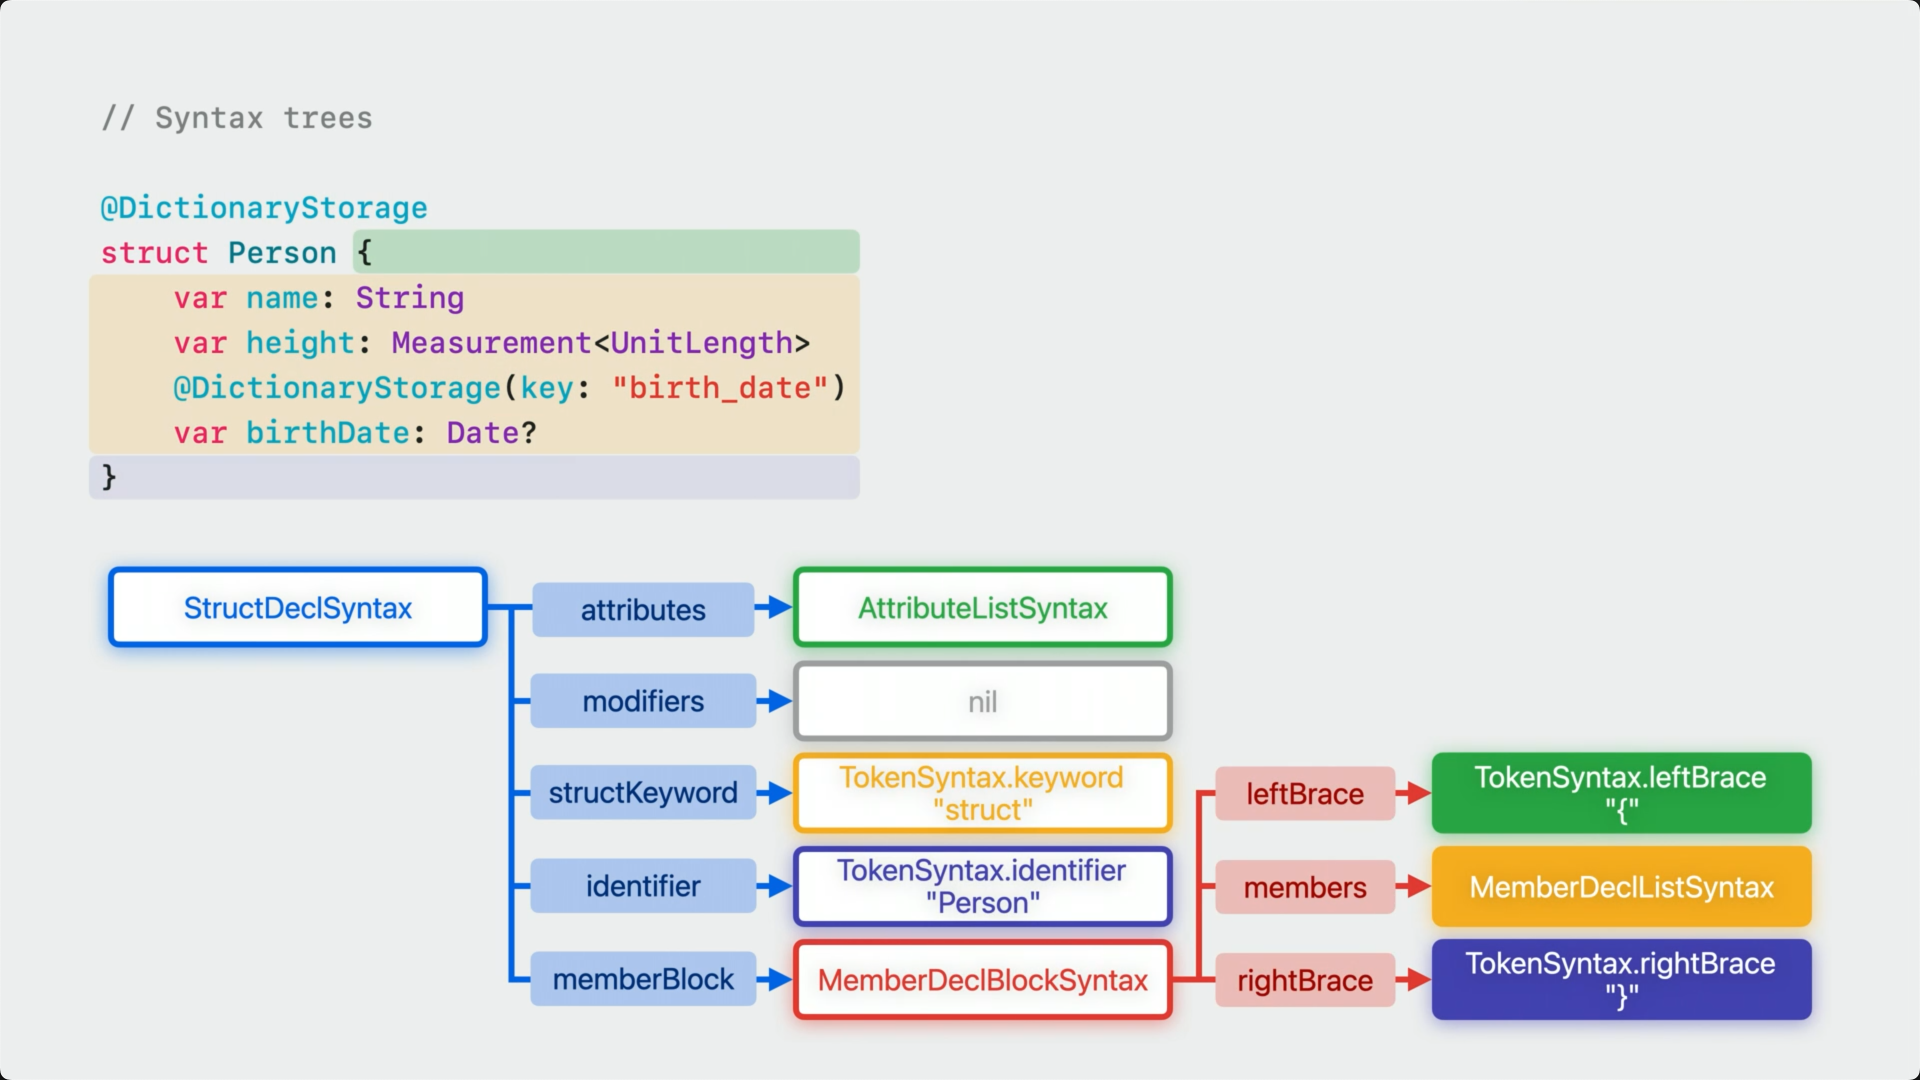 // Syntax trees
@DictionaryStorage
struct Person {
    var name: String
    var height: Measurement<UnitLength>
    @DictionaryStorage(key: "birth_date")
    var birthDate: Date?
}
StructDeclSyntax
attributes
AttributeListSyntax
modifiers
nil
structKeyword
TokenSyntax.keyword
"struct"
leftBrace
TokenSyntax.leftBrace
"{"
identifier
TokenSyntax.identifier
"Person"
members
MemberDeclListSyntax
memberBlock
MemberDeclBlockSyntax
rightBrace
TokenSyntax.rightBrace
"}"